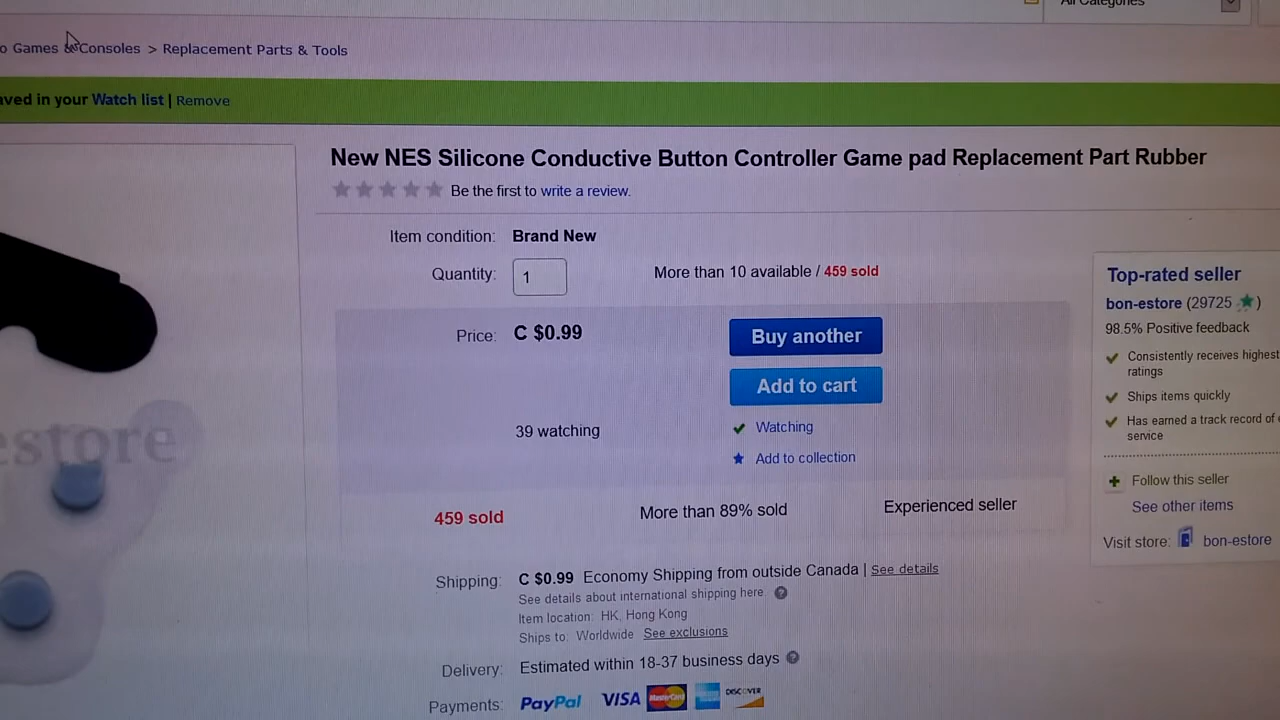 All Categories
o Games & Consoles > Replacement Parts & Tools
aved in your Watch list | Remove
New NES Silicone Conductive Button Controller Game pad Replacement Part Rubber
Be the first to write a review.
Item condition: Brand New
Quantity: 1 More than 10 available / 459 sold
Price: C $0.99
Buy another
Add to cart
39 watching
Watching
Add to collection
459 sold More than 89% sold Experienced seller
Shipping: C $0.99 Economy Shipping from outside Canada | See details
See details about international shipping here.
Item location: HK, Hong Kong
Ships to: Worldwide See exclusions
Delivery: Estimated within 18-37 business days
Payments: PayPal VISA MasterCard AMERICAN EXPRESS DISCOVER
Top-rated seller
bon-estore (29725 )
98.5% Positive feedback
Consistently receives highest
ratings
Ships items quickly
Has earned a track record of
service
Follow this seller
See other items
Visit store: bon-estore
estore